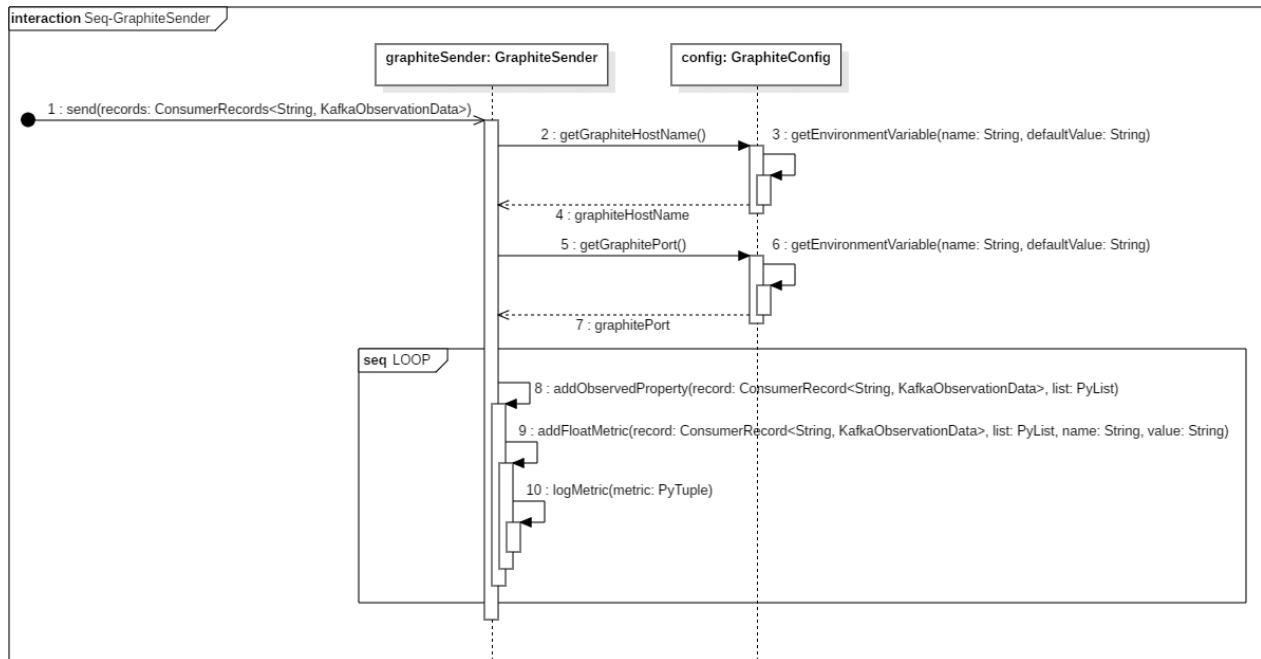 interaction Seq-GraphiteSender
graphiteSender: GraphiteSender
config: GraphiteConfig
1 : send(records: ConsumerRecords<String, KafkaObservationData>)
2 : getGraphiteHostName()
3 : getEnvironmentVariable(name: String, defaultValue: String)
4 : graphiteHostName
5 : getGraphitePort()
6 : getEnvironmentVariable(name: String, defaultValue: String)
7 : graphitePort
seq LOOP
8 : addObservedProperty(record: ConsumerRecord<String, KafkaObservationData>, list: PyList)
9 : addFloatMetric(record: ConsumerRecord<String, KafkaObservationData>, list: PyList, name: String, value: String)
10 : logMetric(metric: PyTuple)